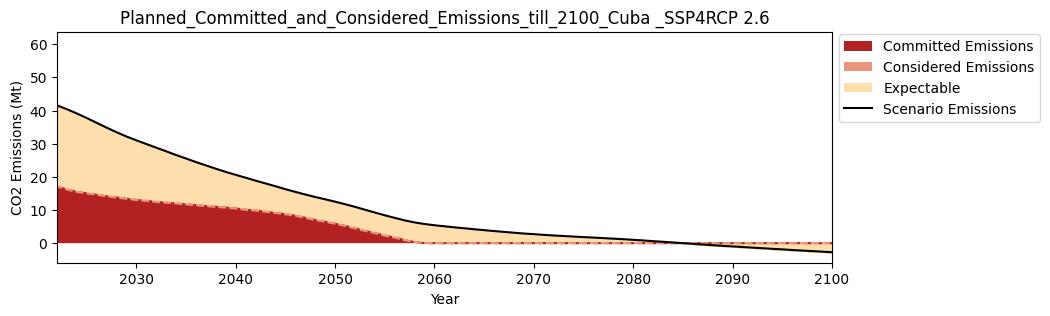 Planned_Committed_and_Considered_Emissions_till_2100_Cuba _SSP4RCP 2.6
60
50
40
30
20
10
0
CO2 Emissions (Mt)
2030 2040 2050 2060 2070 2080 2090 2100
Year
Committed Emissions
Considered Emissions
Expectable
Scenario Emissions